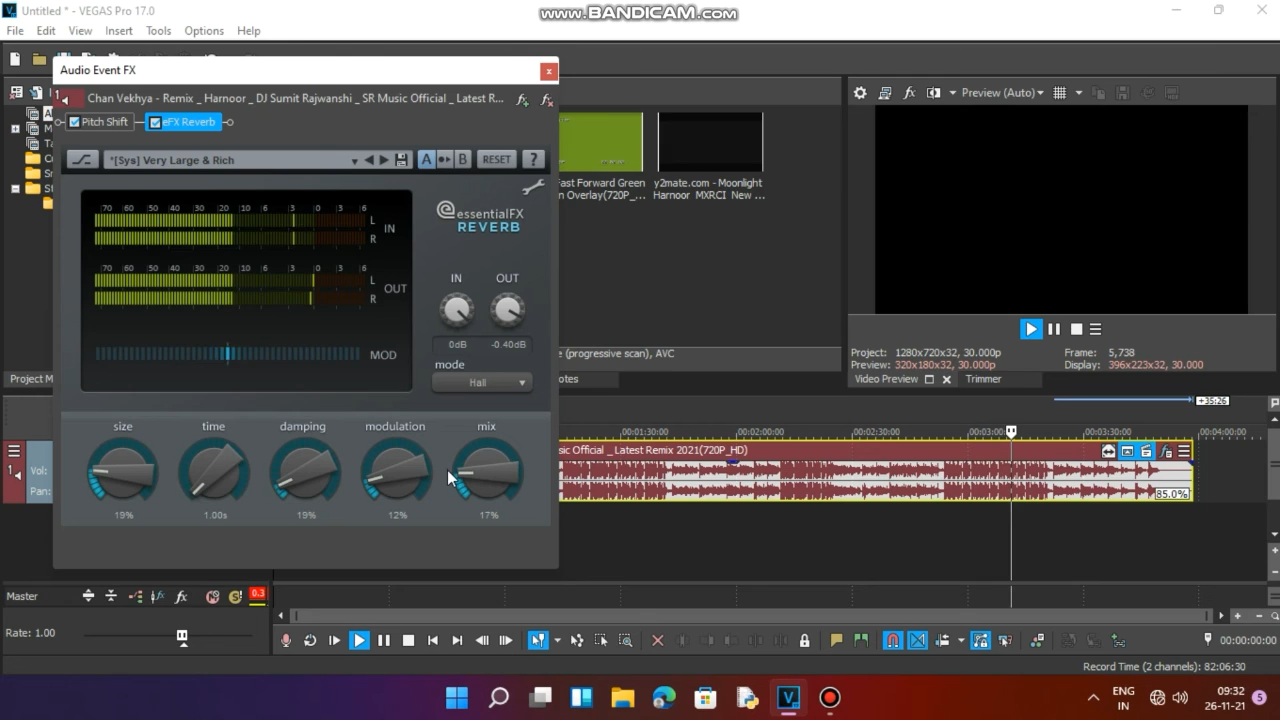 Untitled * - VEGAS Pro 17.0
www.BANDICAM.com
File Edit View Insert Tools Options Help
Audio Event FX
Chan Vekhya - Remix _ Harnoor _ DJ Sumit Rajwanshi _ SR Music Official _ Latest R...
Pitch Shift eFX Reverb
*[Sys] Very Large & Rich A B RESET ?
70 60 50 40 30 20 10 6 3 0 3 6
L
R
IN
70 60 50 40 30 20 10 6 3 0 3 6
L
R
OUT
MOD
essentialFX
REVERB
IN OUT
0dB -0.40dB
mode
Hall
size time damping modulation mix
19% 1.00s 19% 12% 17%
Fast Forward Green
n Overlay(720P_...
y2mate.com - Moonlight
Harnoor MXRCI New ...
Preview (Auto)
e (progressive scan), AVC
Project: 1280x720x32, 30.000p
Frame: 5,738
Preview: 320x180x32, 30.000p
Display: 396x223x32, 30.000
Video Preview Trimmer
Project M
otes
+35:26
00:01:30:00 00:02:00:00 00:02:30:00 00:03:00 00:03:30:00 00:04:00:00
1
Vol:
Pan:
sic Official _ Latest Remix 2021(720P_HD)
85.0%
Master
0.3
Rate: 1.00
00:00:00:00
Record Time (2 channels): 82:06:30
ENG
IN
09:32
26-11-21
5